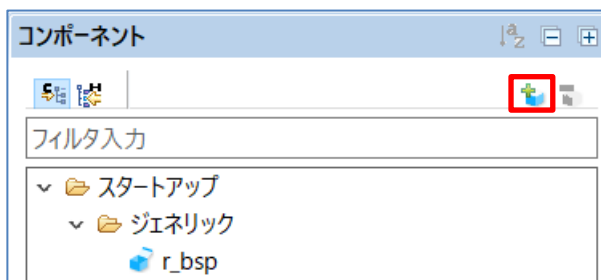 コンポーネント
フィルタ入力
スタートアップ
ジェネリック
r_bsp